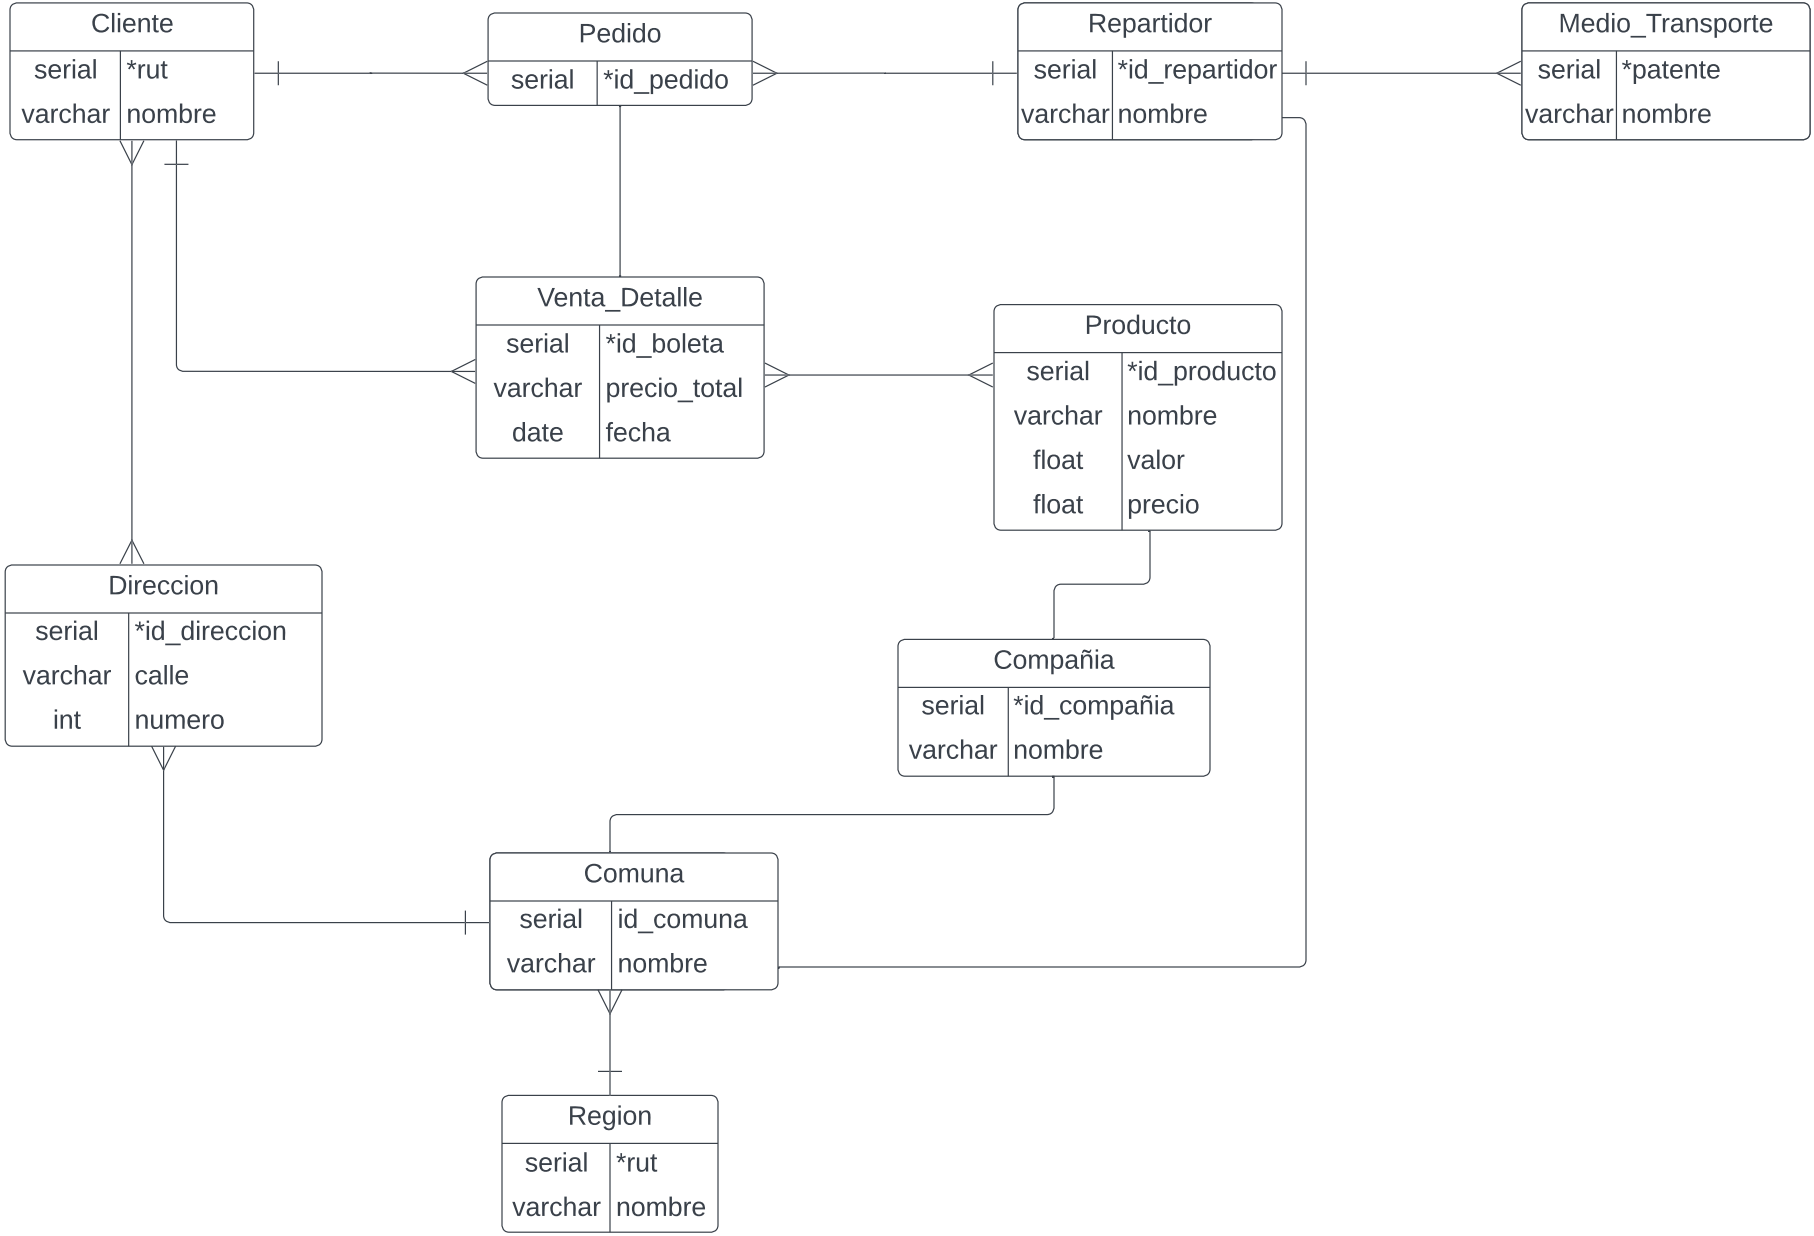 Cliente
serial *rut
varchar nombre
Pedido
serial *id_pedido
Repartidor
serial *id_repartidor
varchar nombre
Medio_Transporte
serial *patente
varchar nombre
Venta_Detalle
serial *id_boleta
varchar precio_total
date fecha
Producto
serial *id_producto
varchar nombre
float valor
float precio
Direccion
serial *id_direccion
varchar calle
int numero
Compañia
serial *id_compañia
varchar nombre
Comuna
serial id_comuna
varchar nombre
Region
serial *rut
varchar nombre